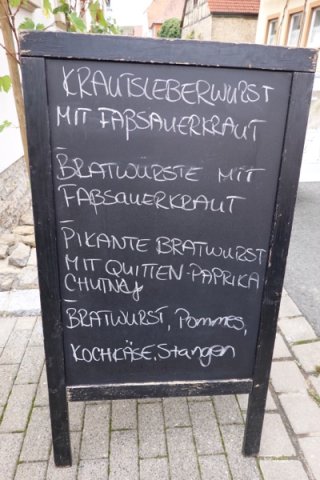 KRAUTSLEBERWURST
MIT FAßSAUERKRAUT
–
BRATWÜRSTE MIT
FAßSAUERKRAUT
–
PIKANTE BRATWURST
MIT QUITTEN-PAPRIKA
CHUTNEY
–
BRATWURST, Pommes,
KOCHKÄSE, Stangen